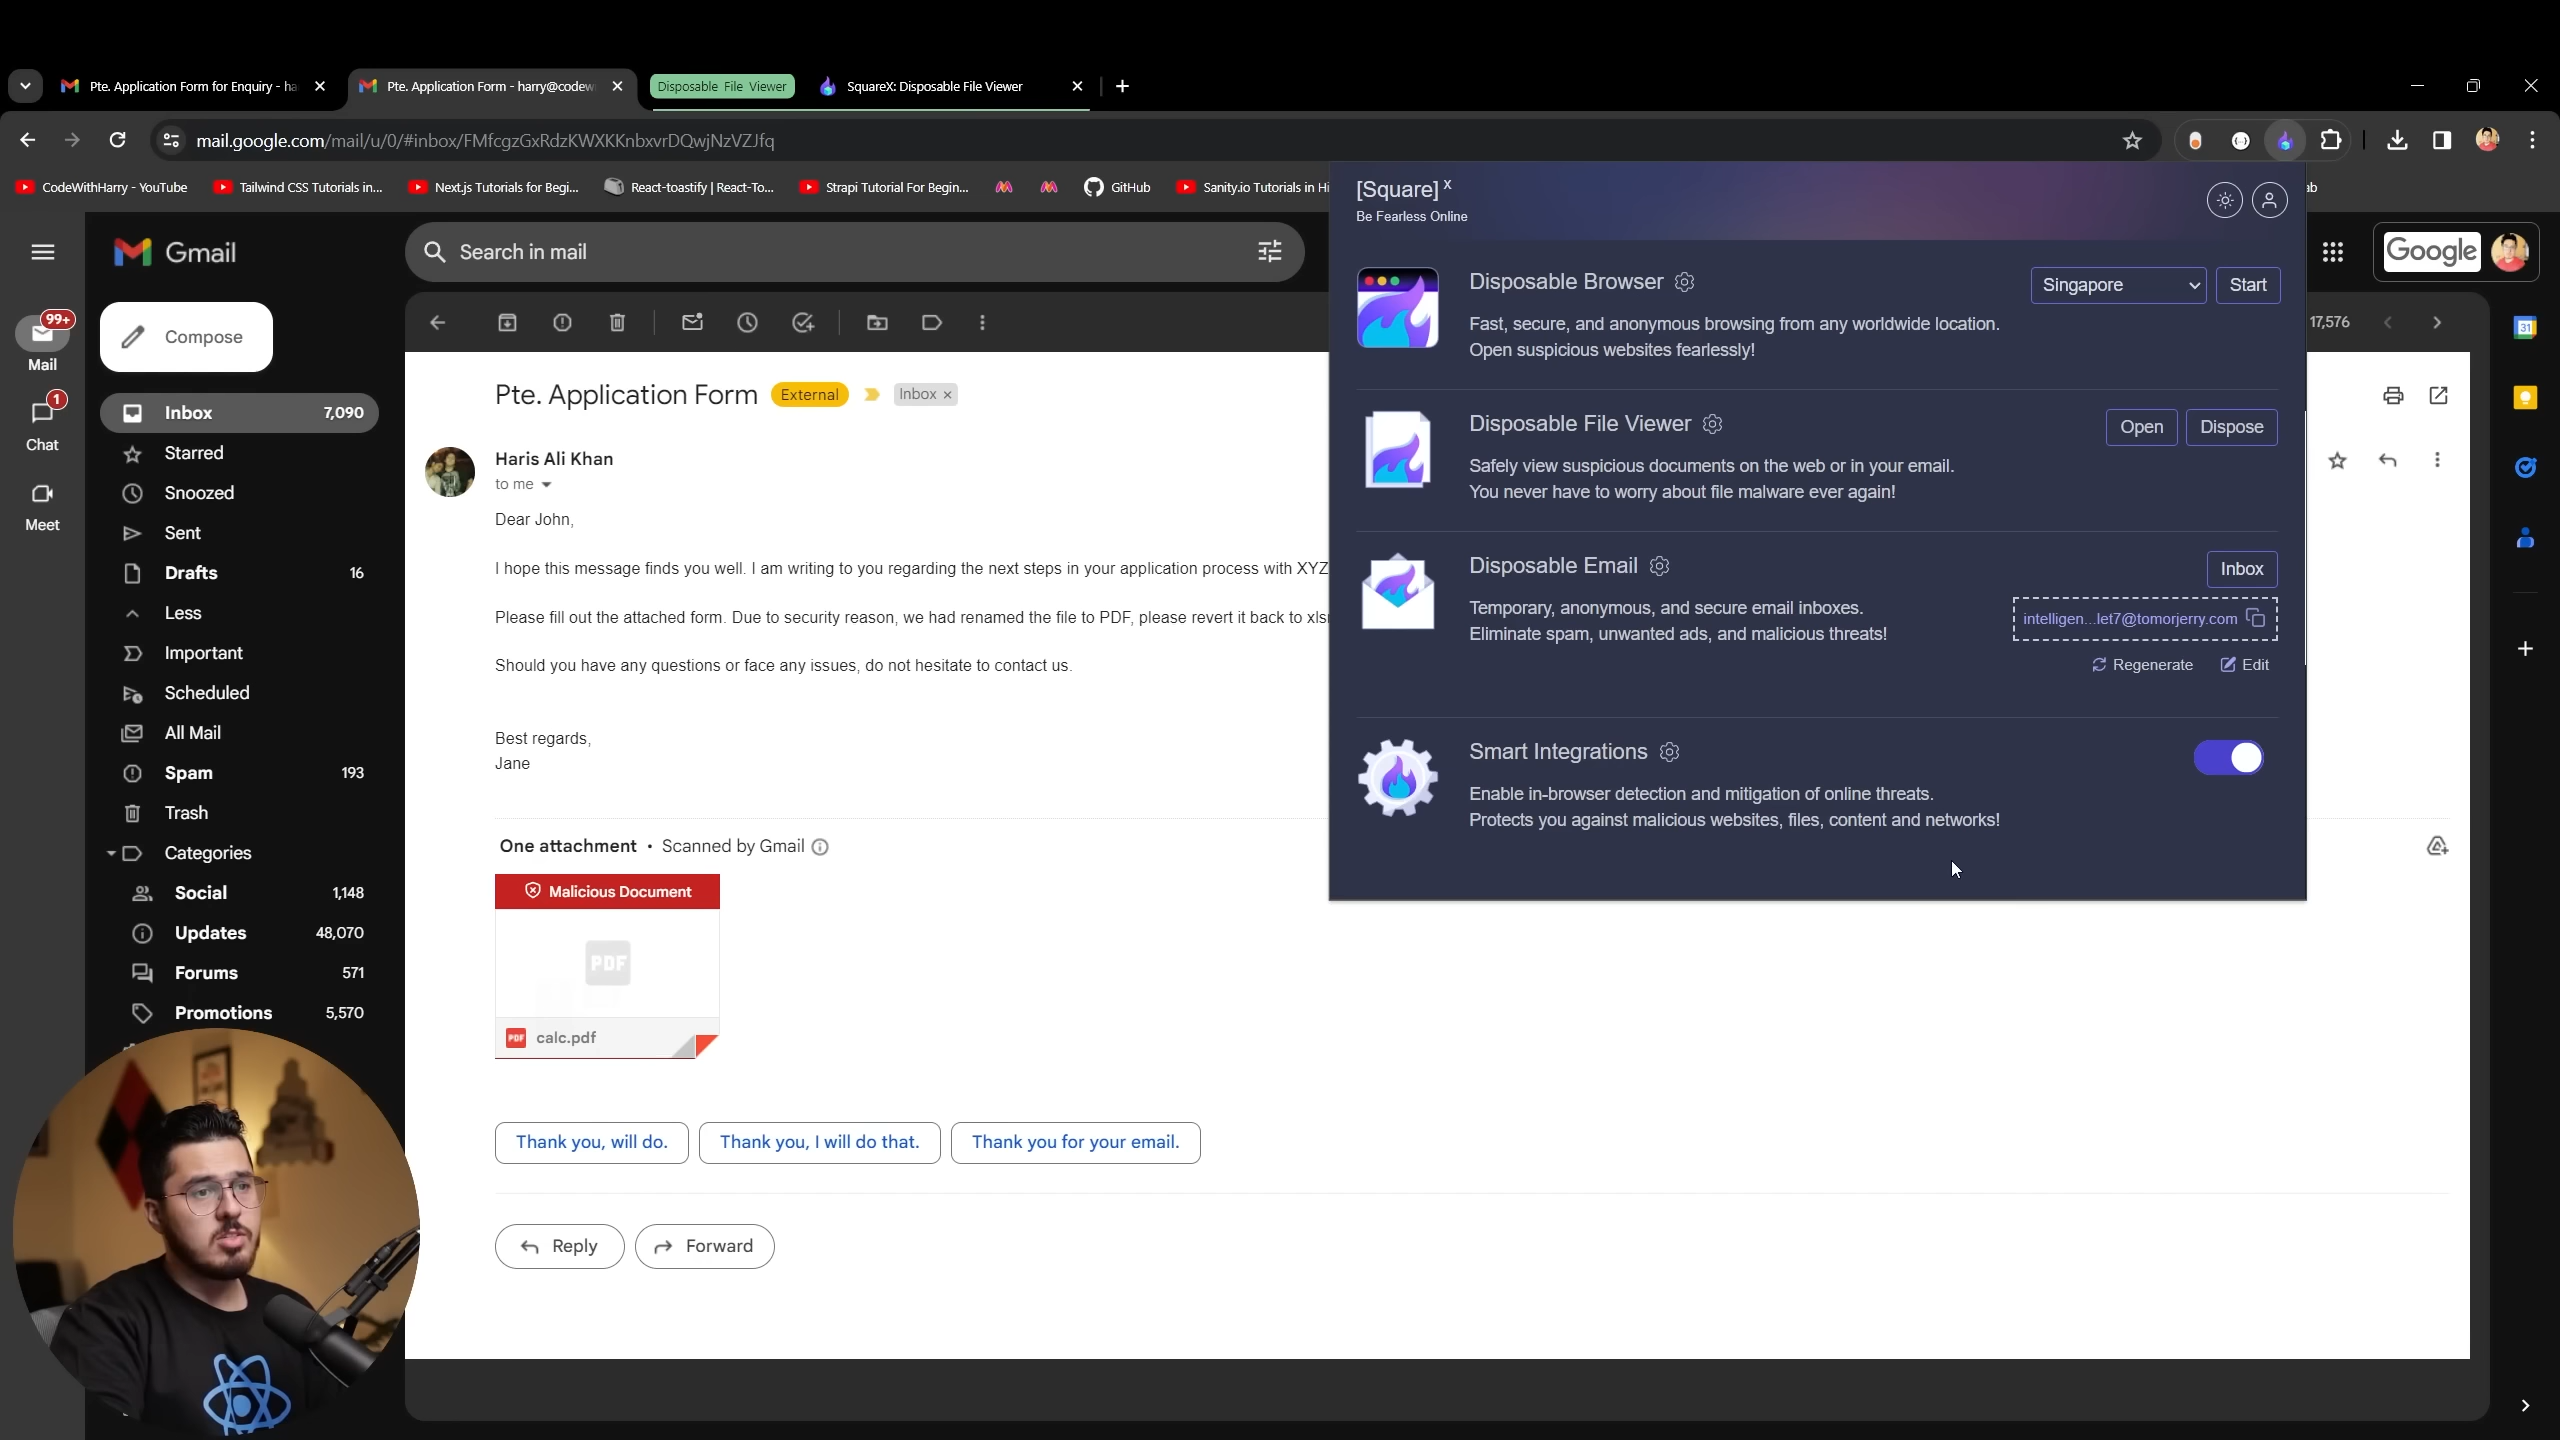 Pte. Application Form for Enquiry - ha
Pte. Application Form - harry@codew
Disposable File Viewer
SquareX: Disposable File Viewer
mail.google.com/mail/u/0/#inbox/FMfcgzGxRdzKWXKKnbxvrDQwjNzVZJfq
CodeWithHarry - YouTube
Tailwind CSS Tutorials in...
Next.js Tutorials for Begi...
React-toastify | React-To...
Strapi Tutorial For Begin...
GitHub
Sanity.io Tutorials in Hi
ab
Gmail
Search in mail
Google
99+
Mail
1
Chat
Meet
Compose
Inbox 7,090
Starred
Snoozed
Sent
Drafts 16
Less
Important
Scheduled
All Mail
Spam 193
Trash
Categories
Social 1,148
Updates 48,070
Forums 571
Promotions 5,570
17,576
31
Pte. Application Form External Inbox ×
Haris Ali Khan
to me
Dear John,
I hope this message finds you well. I am writing to you regarding the next steps in your application process with XYZ
Please fill out the attached form. Due to security reason, we had renamed the file to PDF, please revert it back to xlsm
Should you have any questions or face any issues, do not hesitate to contact us.
Best regards,
Jane
One attachment • Scanned by Gmail
Malicious Document
PDF
PDF calc.pdf
Thank you, will do.
Thank you, I will do that.
Thank you for your email.
Reply
Forward
[Square] X
Be Fearless Online
Disposable Browser
Singapore
Start
Fast, secure, and anonymous browsing from any worldwide location.
Open suspicious websites fearlessly!
Disposable File Viewer
Open
Dispose
Safely view suspicious documents on the web or in your email.
You never have to worry about file malware ever again!
Disposable Email
Inbox
Temporary, anonymous, and secure email inboxes.
Eliminate spam, unwanted ads, and malicious threats!
intelligen...let7@tomorjerry.com
Regenerate
Edit
Smart Integrations
Enable in-browser detection and mitigation of online threats.
Protects you against malicious websites, files, content and networks!